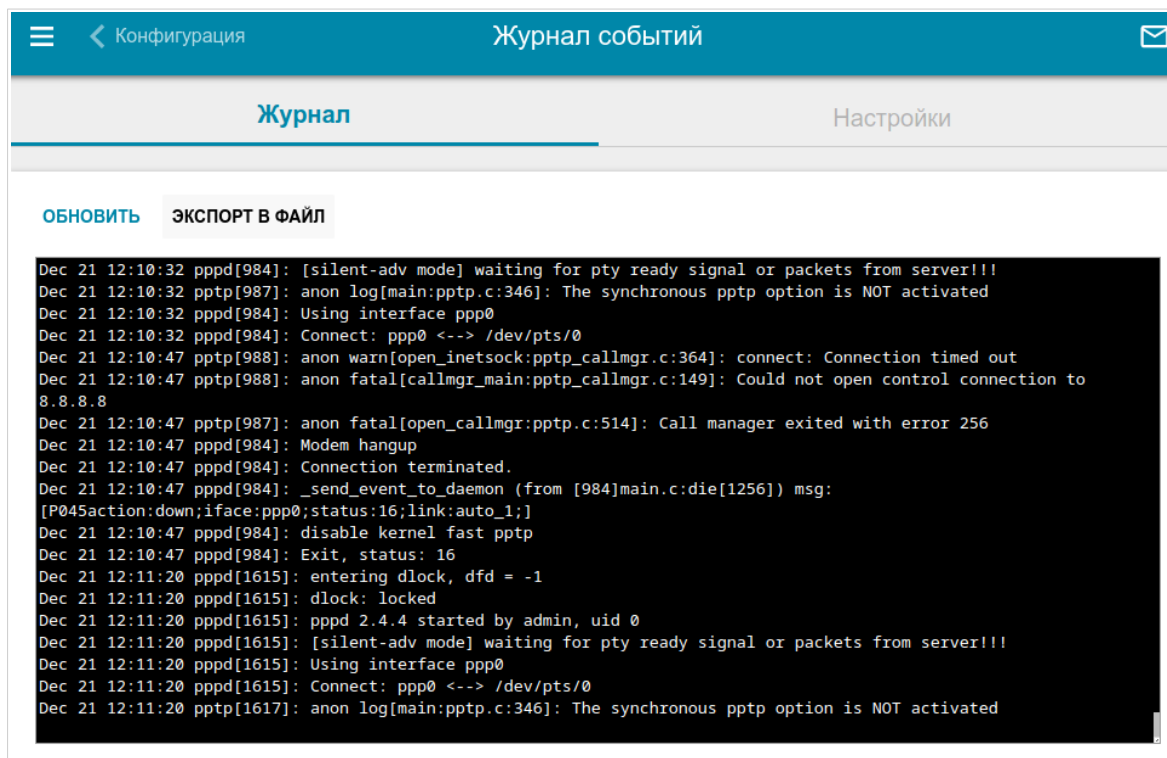 Конфигурация
Журнал событий
Журнал
Настройки
ОБНОВИТЬ
ЭКСПОРТ В ФАЙЛ
Dec 21 12:10:32 pppd[984]: [silent-adv mode] waiting for pty ready signal or packets from server!!!
Dec 21 12:10:32 pptp[987]: anon log[main:pptp.c:346]: The synchronous pptp option is NOT activated
Dec 21 12:10:32 pppd[984]: Using interface ppp0
Dec 21 12:10:32 pppd[984]: Connect: ppp0 <--> /dev/pts/0
Dec 21 12:10:47 pptp[988]: anon warn[open_inetsock:pptp_callmgr.c:364]: connect: Connection timed out
Dec 21 12:10:47 pptp[988]: anon fatal[callmgr_main:pptp_callmgr.c:149]: Could not open control connection to
8.8.8.8
Dec 21 12:10:47 pptp[987]: anon fatal[open_callmgr:pptp.c:514]: Call manager exited with error 256
Dec 21 12:10:47 pppd[984]: Modem hangup
Dec 21 12:10:47 pppd[984]: Connection terminated.
Dec 21 12:10:47 pppd[984]: _send_event_to_daemon (from [984]main.c:die[1256]) msg:
[P045action:down;iface:ppp0;status:16;link:auto_1;]
Dec 21 12:10:47 pppd[984]: disable kernel fast pptp
Dec 21 12:10:47 pppd[984]: Exit, status: 16
Dec 21 12:11:20 pppd[1615]: entering dlock, dfd = -1
Dec 21 12:11:20 pppd[1615]: dlock: locked
Dec 21 12:11:20 pppd[1615]: pppd 2.4.4 started by admin, uid 0
Dec 21 12:11:20 pppd[1615]: [silent-adv mode] waiting for pty ready signal or packets from server!!!
Dec 21 12:11:20 pppd[1615]: Using interface ppp0
Dec 21 12:11:20 pppd[1615]: Connect: ppp0 <--> /dev/pts/0
Dec 21 12:11:20 pptp[1617]: anon log[main:pptp.c:346]: The synchronous pptp option is NOT activated